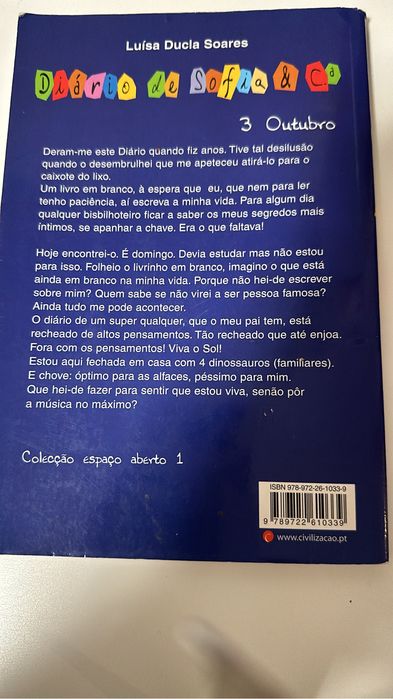 Luísa Ducla Soares
Diário de Sofia & Cª
3 Outubro
Deram-me este Diário quando fiz anos. Tive tal desilusão
quando o desembrulhei que me apeteceu atirá-lo para o
caixote do lixo.
Um livro em branco, à espera que eu, que nem para ler
tenho paciência, aí escreva a minha vida. Para algum dia
qualquer bisbilhoteiro ficar a saber os meus segredos mais
íntimos, se apanhar a chave. Era o que faltava!
Hoje encontrei-o. É domingo. Devia estudar mas não estou
para isso. Folheio o livrinho em branco, imagino o que está
ainda em branco na minha vida. Porque não hei-de escrever
sobre mim? Quem sabe se não virei a ser pessoa famosa?
Ainda tudo me pode acontecer.
O diário de um super qualquer, que o meu pai tem, está
recheado de altos pensamentos. Tão recheado que até enjoa.
Fora com os pensamentos! Viva o Sol!
Estou aqui fechada em casa com 4 dinossauros (familiares).
E chove: óptimo para as alfaces, péssimo para mim.
Que hei-de fazer para sentir que estou viva, senão pôr
a música no máximo?
Colecção espaço aberto 1
ISBN 978-972-26-1033-9
9 789722 610339
www.civilizacao.pt